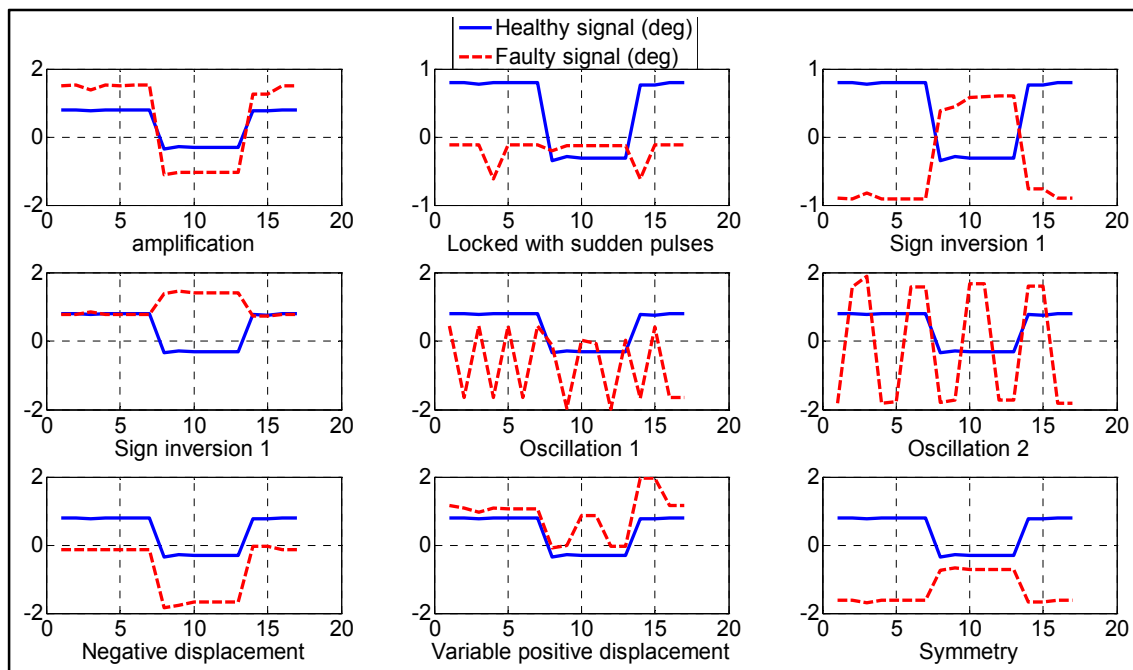 Healthy signal (deg)
Faulty signal (deg)
2
0
-2
0 5 10 15 20
amplification
1
0
-1
0 5 10 15 20
Locked with sudden pulses
1
0
-1
0 5 10 15 20
Sign inversion 1
2
0
-2
0 5 10 15 20
Sign inversion 1
2
0
-2
0 5 10 15 20
Oscillation 1
2
0
-2
0 5 10 15 20
Oscillation 2
2
0
-2
0 5 10 15 20
Negative displacement
2
0
-2
0 5 10 15 20
Variable positive displacement
2
0
-2
0 5 10 15 20
Symmetry